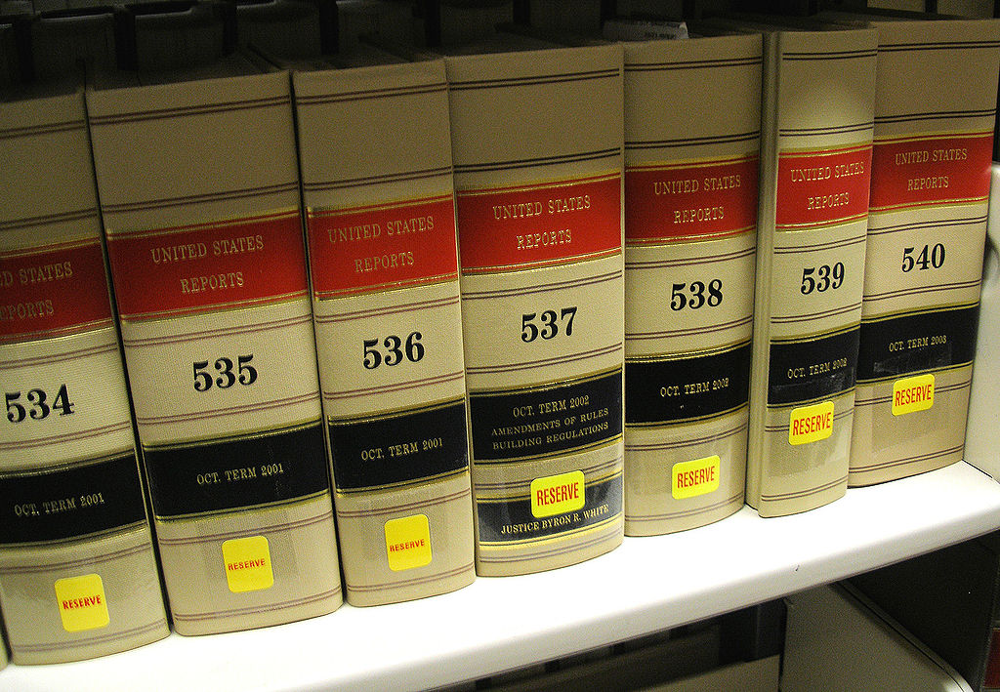 D STATES
EPORTS
534
OCT. TERM 2001
RESERVE
UNITED STATES
REPORTS
535
OCT. TERM 2001
RESERVE
UNITED STATES
REPORTS
536
OCT. TERM 2001
RESERVE
UNITED STATES
REPORTS
537
OCT. TERM 2002
AMENDMENTS OF RULES
BUILDING REGULATIONS
RESERVE
JUSTICE BYRON R. WHITE
UNITED STATES
REPORTS
538
OCT. TERM 2002
RESERVE
UNITED STATES
REPORTS
539
OCT. TERM 2002
RESERVE
UNITED STATES
REPORTS
540
OCT. TERM 2003
RESERVE